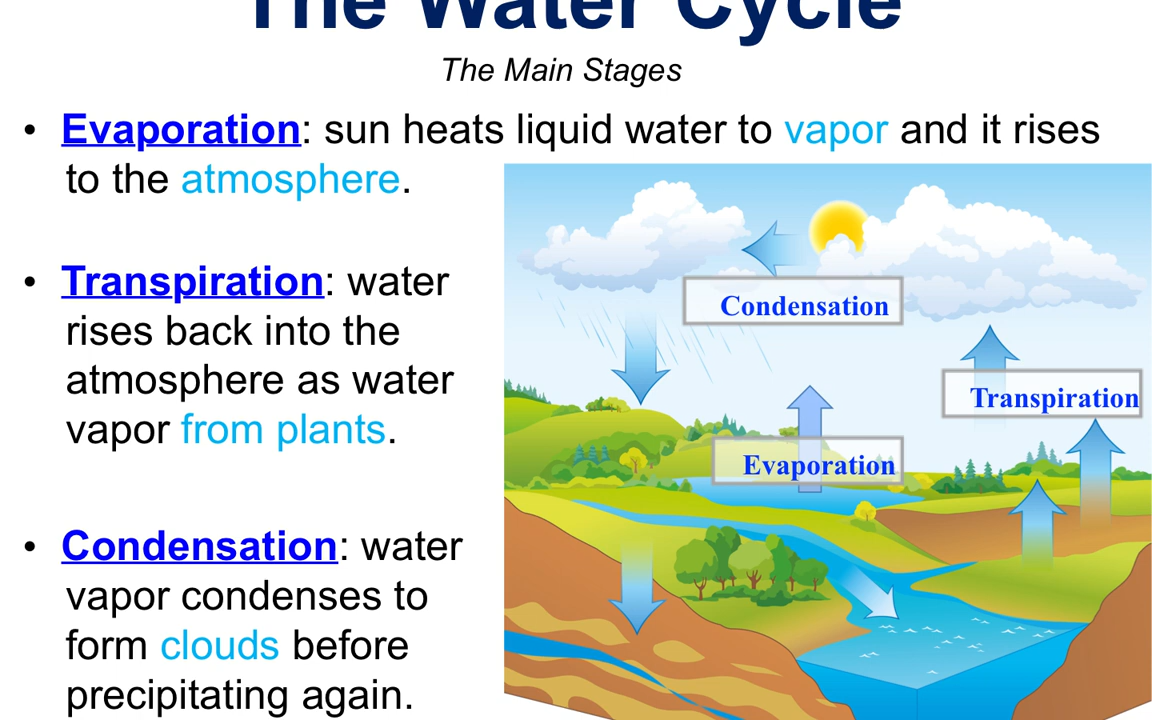 The Water Cycle
The Main Stages
• Evaporation: sun heats liquid water to vapor and it rises
to the atmosphere.
• Transpiration: water
rises back into the
atmosphere as water
vapor from plants.
• Condensation: water
vapor condenses to
form clouds before
precipitating again.
Condensation
Transpiration
Evaporation